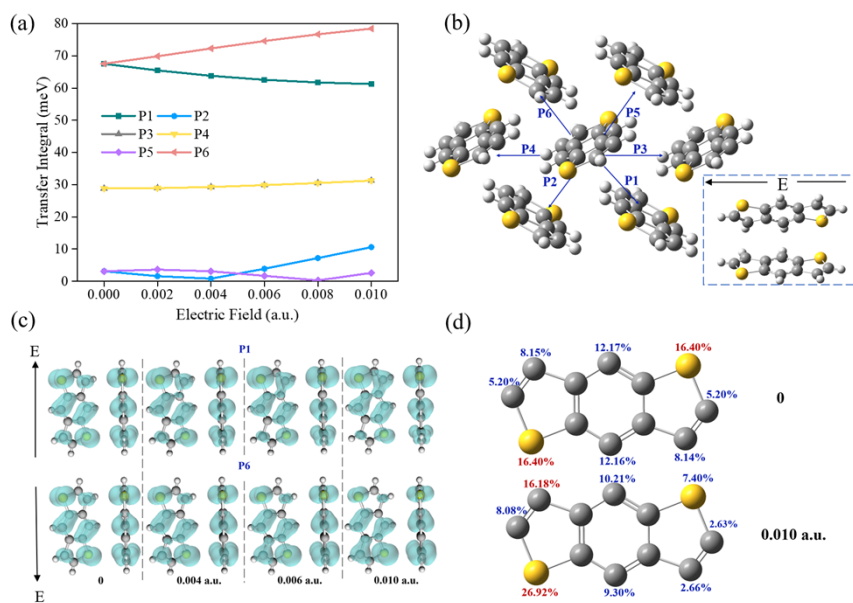 (a)
80
70
60
50
40
30
20
10
0
Transfer Integral (meV)
P1 P2
P3 P4
P5 P6
0.000 0.002 0.004 0.006 0.008 0.010
Electric Field (a.u.)
(b)
P6 P5
P4 P3
P2 P1
E
(c)
E
P1
P6
E
0 0.004 a.u. 0.006 a.u. 0.010 a.u.
(d)
8.15% 12.17% 16.40%
5.20% 5.20% 0
16.40% 12.16% 8.14%
16.18% 10.21% 7.40%
8.08% 2.63% 0.010 a.u.
26.92% 9.30% 2.66%